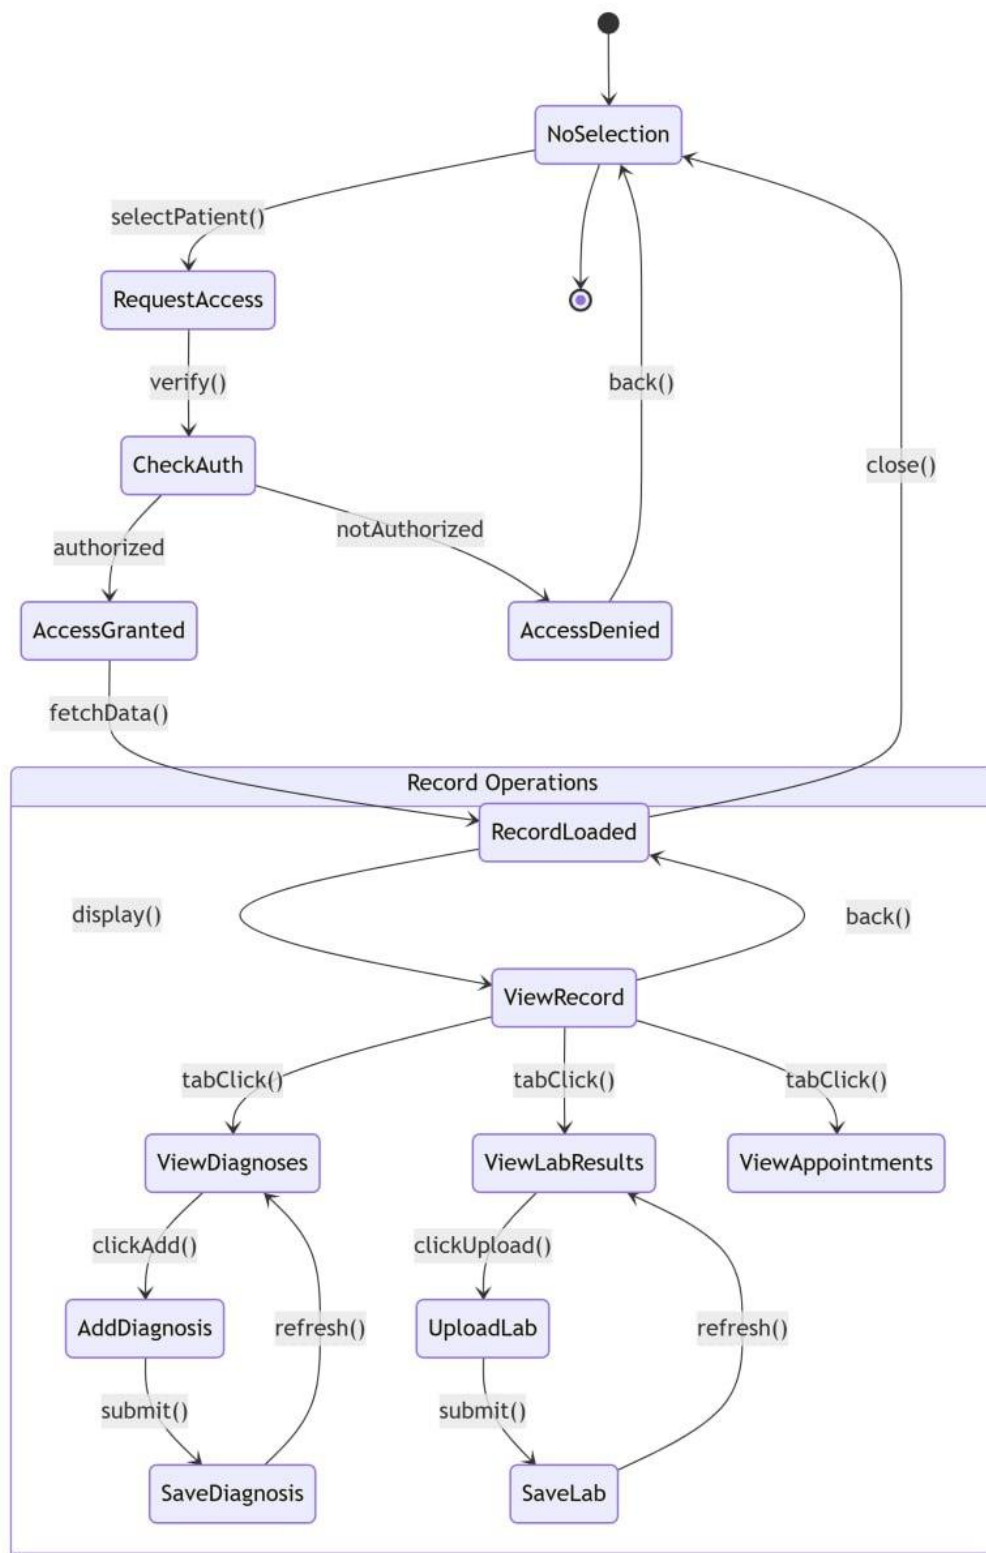 NoSelection
selectPatient()
RequestAccess
verify()
back()
CheckAuth
close()
notAuthorized
authorized
AccessGranted
AccessDenied
fetchData()
Record Operations
RecordLoaded
display()
back()
ViewRecord
tabClick()
tabClick()
tabClick()
ViewDiagnoses
ViewLabResults
ViewAppointments
clickAdd()
clickUpload()
AddDiagnosis
refresh()
UploadLab
refresh()
submit()
submit()
SaveDiagnosis
SaveLab